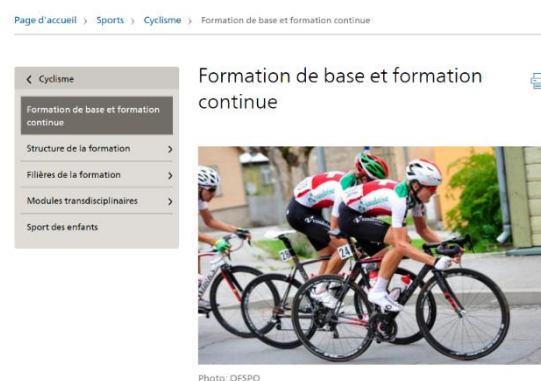 Page d'accueil > Sports > Cyclisme > Formation de base et formation continue
Cyclisme
Formation de base et formation
continue
Structure de la formation >
Filières de la formation >
Modules transdisciplinaires >
Sport des enfants
Formation de base et formation
continue
24
Photo: OFSPO